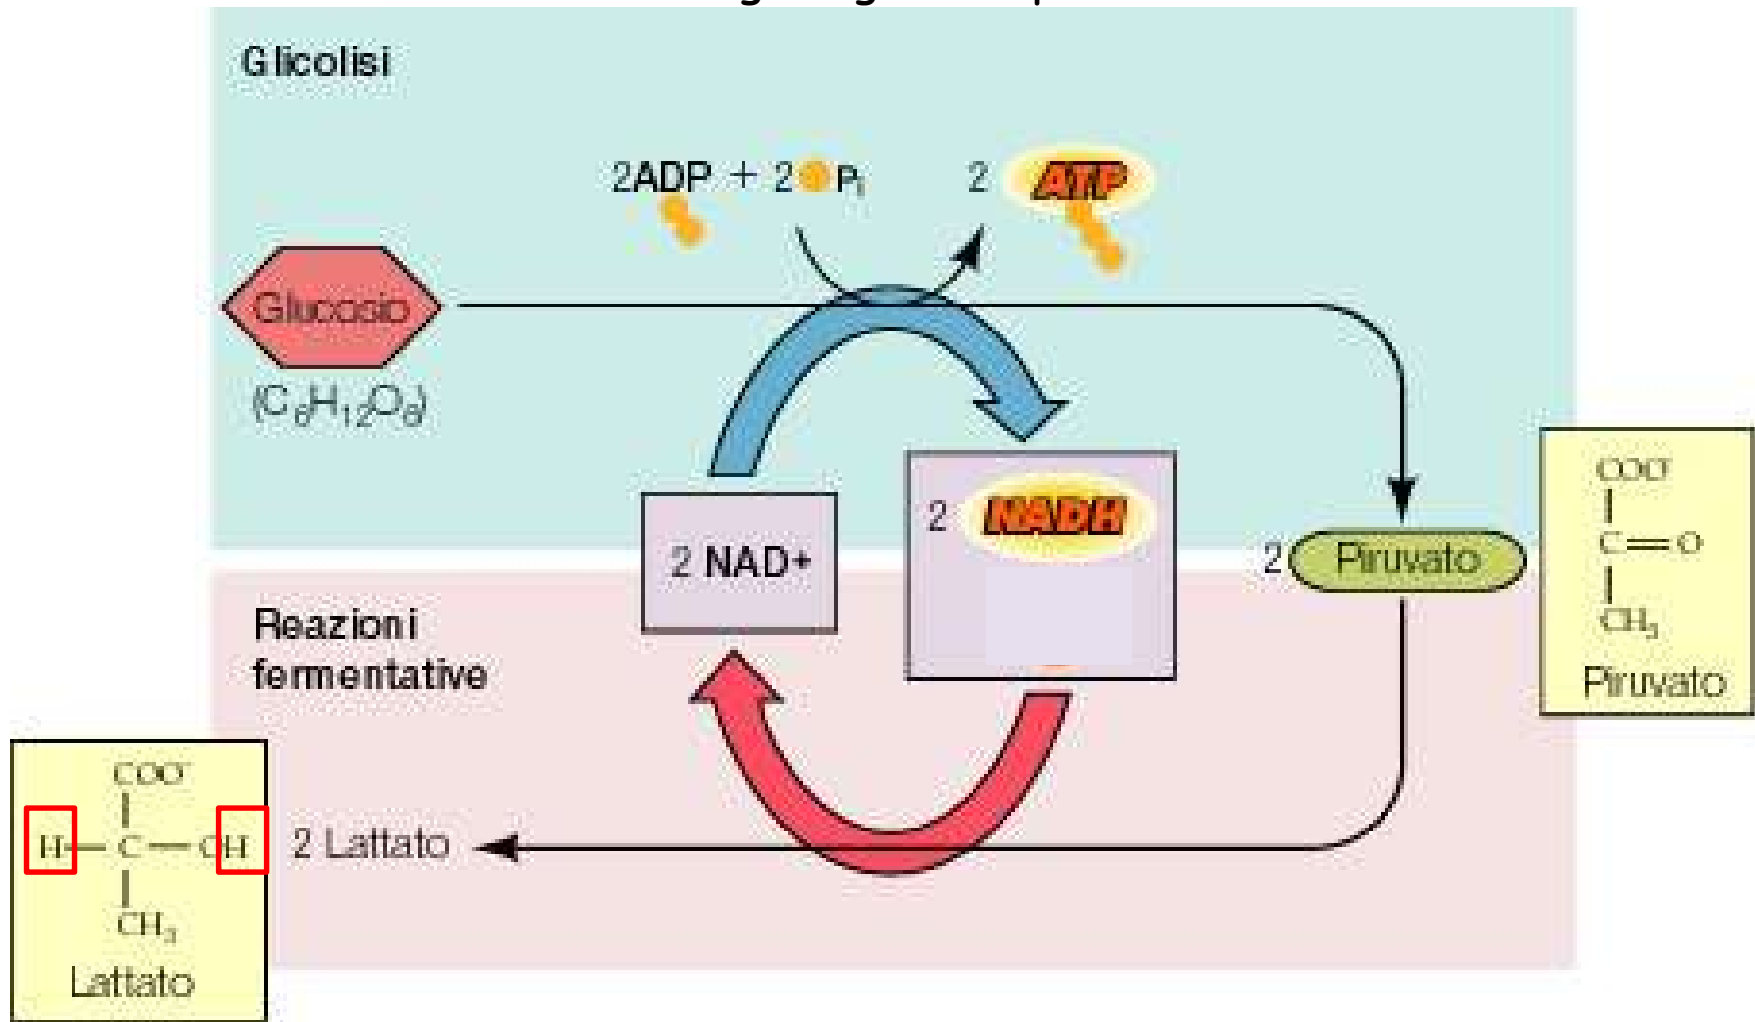 Glicolisi
2ADP + 2 Pi 2 ATP
Glucosio
(C6H12O6)
2 NADH
2 NAD+
2 Piruvato
COO-
C=O
CH3
Piruvato
Reazioni
fermentative
COO-
H—C—OH
CH3
Lattato
2 Lattato